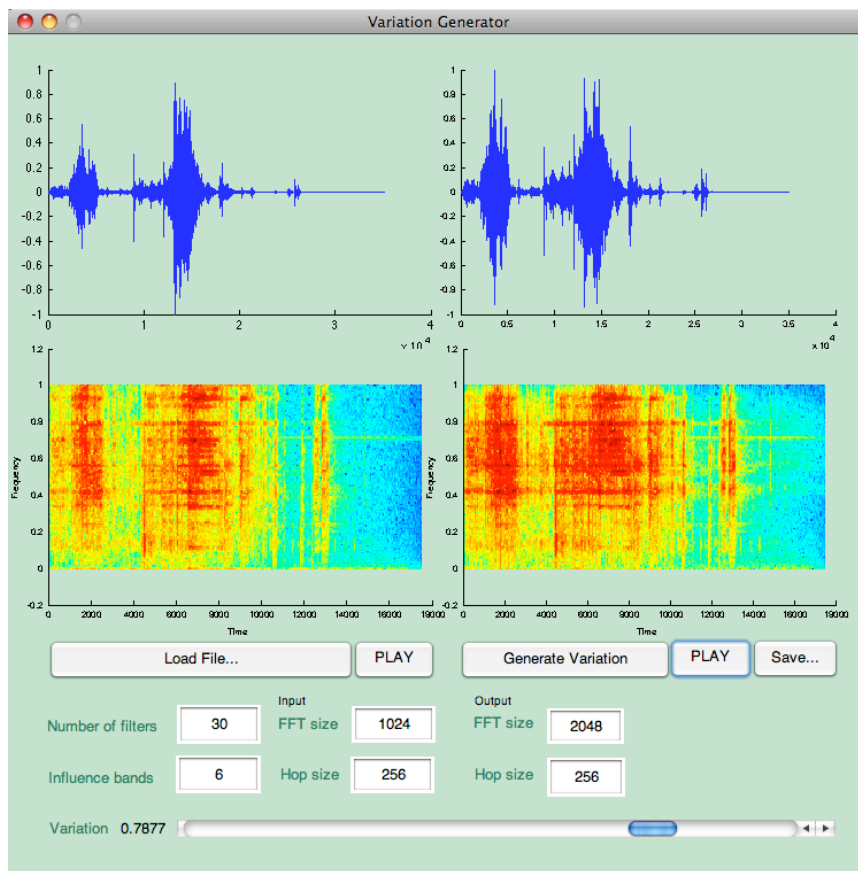 Variation Generator
1
0.8
0.6
0.4
0.2
0
-0.2
-0.4
-0.6
-0.8
-1
0 1 2 3 4
x 10^4
1
0.8
0.6
0.4
0.2
0
-0.2
-0.4
-0.6
-0.8
-1
0 0.5 1 1.5 2 2.5 3 3.5 4
x 10^4
1.2
1
0.8
0.6
0.4
0.2
0
-0.2
Frequency
0 2000 4000 6000 8000 10000 12000 14000 16000 18000
Time
1.2
1
0.8
0.6
0.4
0.2
0
-0.2
Frequency
0 2000 4000 6000 8000 10000 12000 14000 16000 18000
Time
Load File... PLAY Generate Variation PLAY Save...
Input Output
Number of filters 30 FFT size 1024 FFT size 2048
Influence bands 6 Hop size 256 Hop size 256
Variation 0.7877